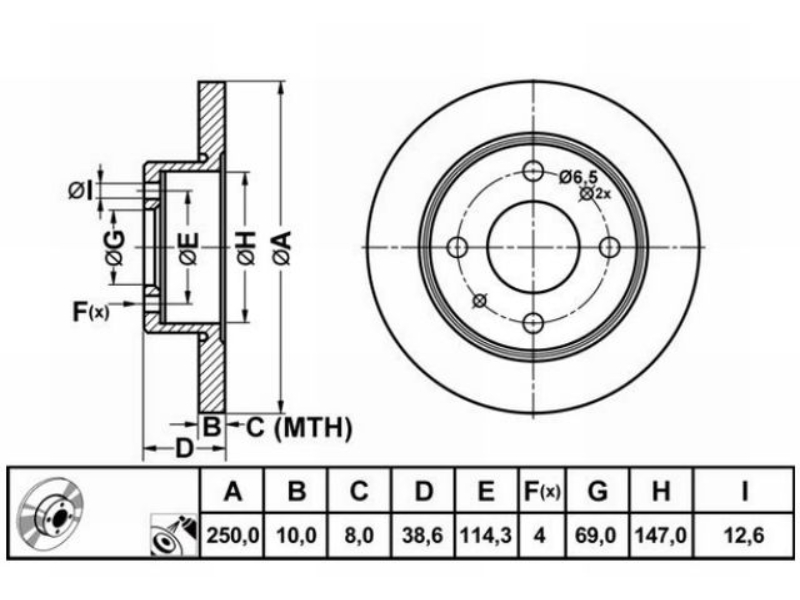 ØI
ØG
ØE
ØH
ØA
F(x)
B
C (MTH)
D
Ø6,5
2x
A B C D E F(x) G H I
250,0 10,0 8,0 38,6 114,3 4 69,0 147,0 12,6